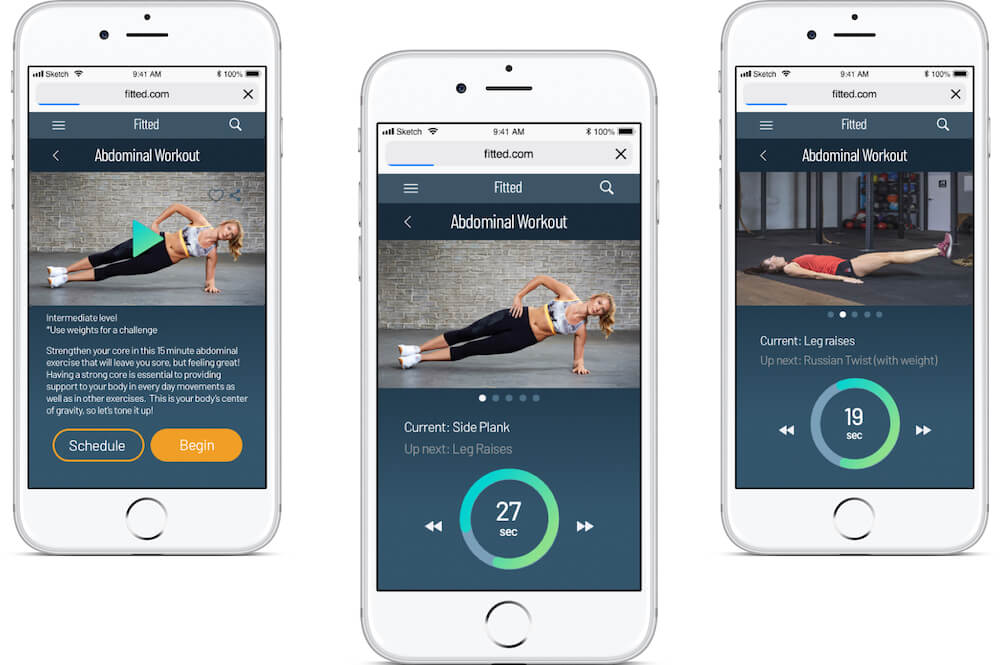 Sketch 9:41 AM 100%
fitted.com
Fitted
Abdominal Workout
Intermediate level
*Use weights for a challenge
Strengthen your core in this 15 minute abdominal
exercise that will leave you sore, but feeling great!
Having a strong core is essential to providing
support to your body in every day movements as
well as in other exercises. This is your body's center
of gravity, so let's tone it up!
Schedule Begin
Sketch 9:41 AM 100%
fitted.com
Fitted
Abdominal Workout
Current: Side Plank
Up next: Leg Raises
27
sec
Sketch 9:41 AM 100%
fitted.com
Fitted
Abdominal Workout
Current: Leg raises
Up next: Russian Twist (with weight)
19
sec